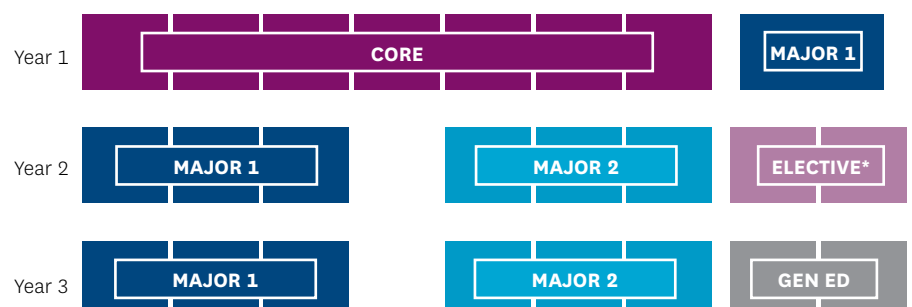 Year 1 CORE MAJOR 1
Year 2 MAJOR 1 MAJOR 2 ELECTIVE*
Year 3 MAJOR 1 MAJOR 2 GEN ED